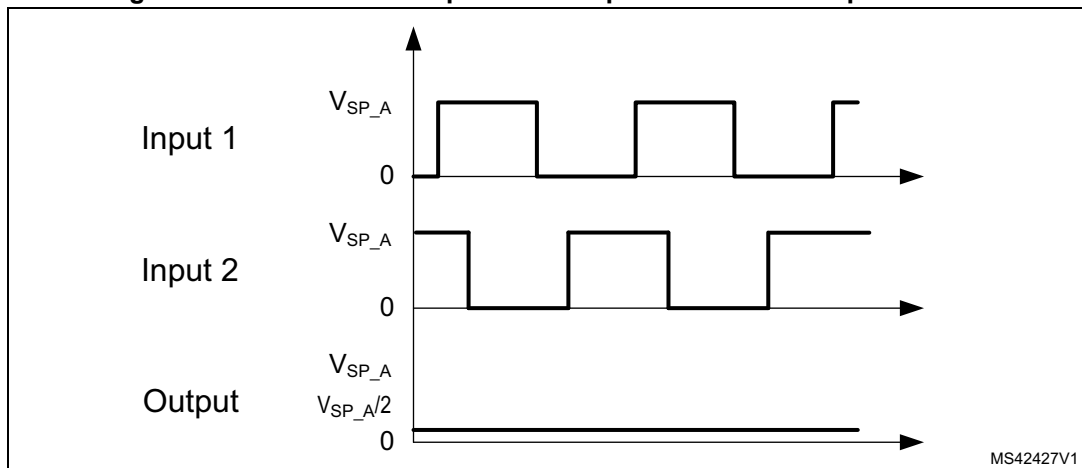 V_SP_A
Input 1
0
V_SP_A
Input 2
0
V_SP_A
Output
V_SP_A/2
0
MS42427V1